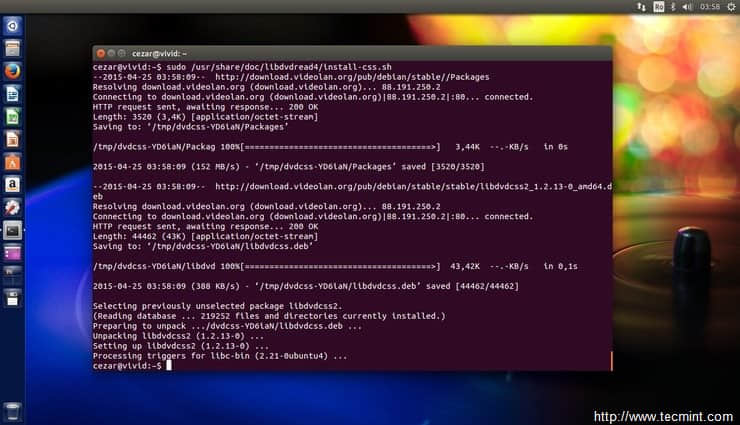 Ro
03:58
cezar@vivid: ~
cezar@vivid:~$ sudo /usr/share/doc/libdvdread4/install-css.sh
--2015-04-25 03:58:09--  http://download.videolan.org/pub/debian/stable//Packages
Resolving download.videolan.org (download.videolan.org)... 88.191.250.2
Connecting to download.videolan.org (download.videolan.org)|88.191.250.2|:80... connected.
HTTP request sent, awaiting response... 200 OK
Length: 3520 (3,4K) [application/octet-stream]
Saving to: ‘/tmp/dvdcss-YD6iaN/Packages’
/tmp/dvdcss-YD6iaN/Packag 100%[=====================================>]   3,44K  --.-KB/s   in 0s
2015-04-25 03:58:09 (152 MB/s) - ‘/tmp/dvdcss-YD6iaN/Packages’ saved [3520/3520]
--2015-04-25 03:58:09--  http://download.videolan.org/pub/debian/stable/stable/libdvdcss2_1.2.13-0_amd64.d
eb
Resolving download.videolan.org (download.videolan.org)... 88.191.250.2
Connecting to download.videolan.org (download.videolan.org)|88.191.250.2|:80... connected.
HTTP request sent, awaiting response... 200 OK
Length: 44462 (43K) [application/octet-stream]
Saving to: ‘/tmp/dvdcss-YD6iaN/libdvdcss.deb’
/tmp/dvdcss-YD6iaN/libdvd 100%[=====================================>]  43,42K  --.-KB/s   in 0,1s
2015-04-25 03:58:09 (388 KB/s) - ‘/tmp/dvdcss-YD6iaN/libdvdcss.deb’ saved [44462/44462]
Selecting previously unselected package libdvdcss2.
(Reading database ... 219252 files and directories currently installed.)
Preparing to unpack .../dvdcss-YD6iaN/libdvdcss.deb ...
Unpacking libdvdcss2 (1.2.13-0) ...
Setting up libdvdcss2 (1.2.13-0) ...
Processing triggers for libc-bin (2.21-0ubuntu4) ...
cezar@vivid:~$
http://www.tecmint.com